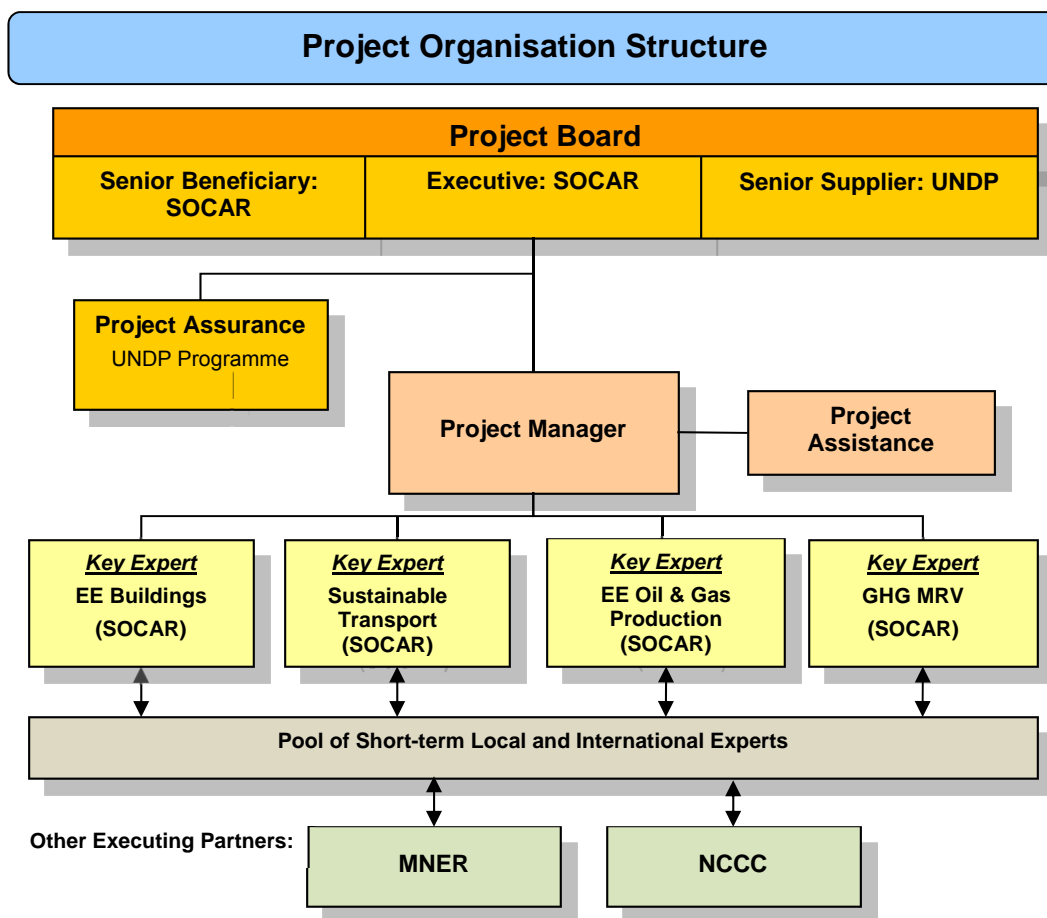 Project Organisation Structure
Project Board
Senior Beneficiary:
SOCAR
Executive: SOCAR
Senior Supplier: UNDP
Project Assurance
UNDP Programme
Project Manager
Project
Assistance
Key Expert
EE Buildings
(SOCAR)
Key Expert
Sustainable
Transport
(SOCAR)
Key Expert
EE Oil & Gas
Production
(SOCAR)
Key Expert
GHG MRV
(SOCAR)
Pool of Short-term Local and International Experts
Other Executing Partners:
MNER
NCCC